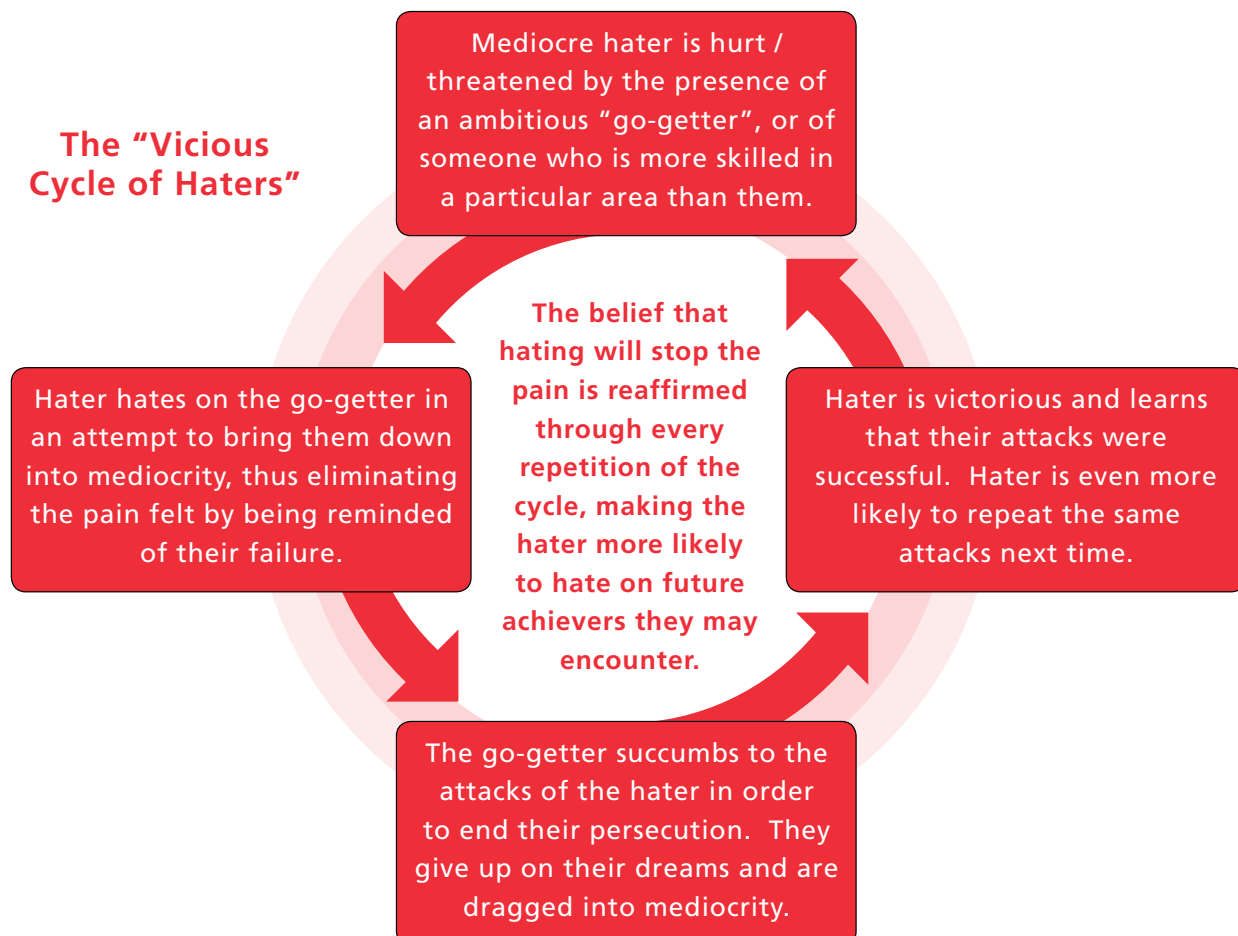 The “Vicious
Cycle of Haters”
Mediocre hater is hurt /
threatened by the presence of
an ambitious “go-getter”, or of
someone who is more skilled in
a particular area than them.
Hater hates on the go-getter in
an attempt to bring them down
into mediocrity, thus eliminating
the pain felt by being reminded
of their failure.
The go-getter succumbs to the
attacks of the hater in order
to end their persecution.  They
give up on their dreams and are
dragged into mediocrity.
Hater is victorious and learns
that their attacks were
successful.  Hater is even more
likely to repeat the same
attacks next time.
The belief that
hating will stop the
pain is reaffirmed
through every
repetition of the
cycle, making the
hater more likely
to hate on future
achievers they may
encounter.